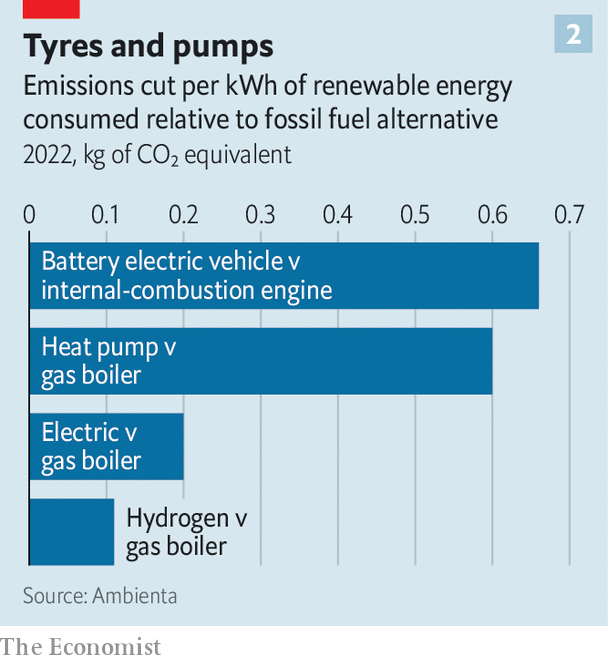 2
Tyres and pumps
Emissions cut per kWh of renewable energy
consumed relative to fossil fuel alternative
2022, kg of CO₂ equivalent
0 0.1 0.2 0.3 0.4 0.5 0.6 0.7
Battery electric vehicle v
internal-combustion engine
Heat pump v
gas boiler
Electric v
gas boiler
Hydrogen v
gas boiler
Source: Ambienta
The Economist